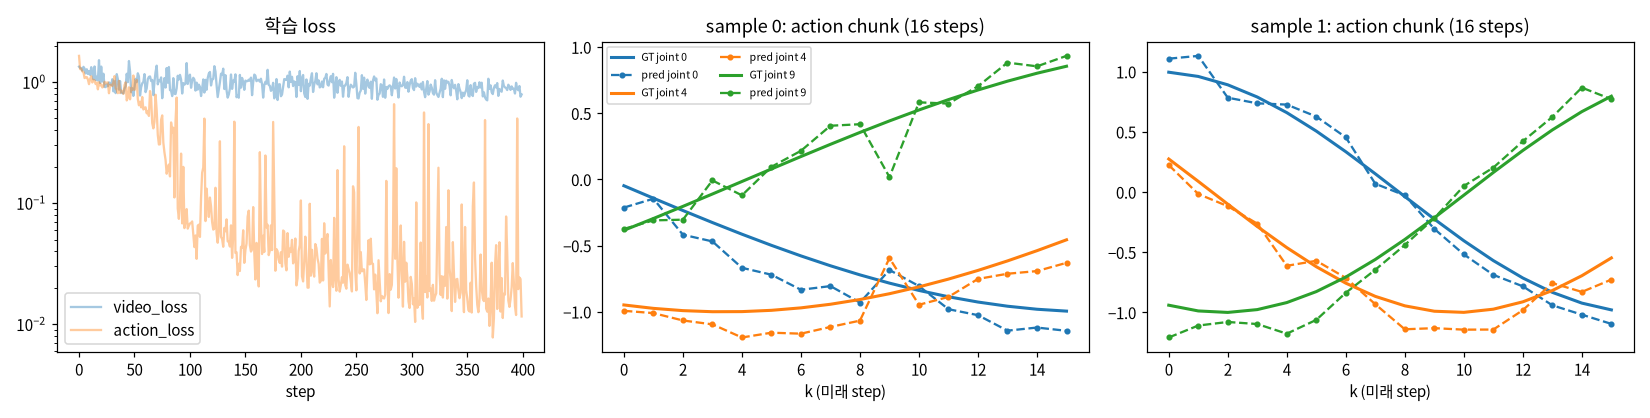 학습 loss
10^0
10^-1
10^-2
video_loss
action_loss
0 50 100 150 200 250 300 350 400
step
sample 0: action chunk (16 steps)
1.0
0.5
0.0
−0.5
−1.0
GT joint 0
pred joint 0
GT joint 4
pred joint 4
GT joint 9
pred joint 9
0 2 4 6 8 10 12 14
k (미래 step)
sample 1: action chunk (16 steps)
1.0
0.5
0.0
−0.5
−1.0
0 2 4 6 8 10 12 14
k (미래 step)